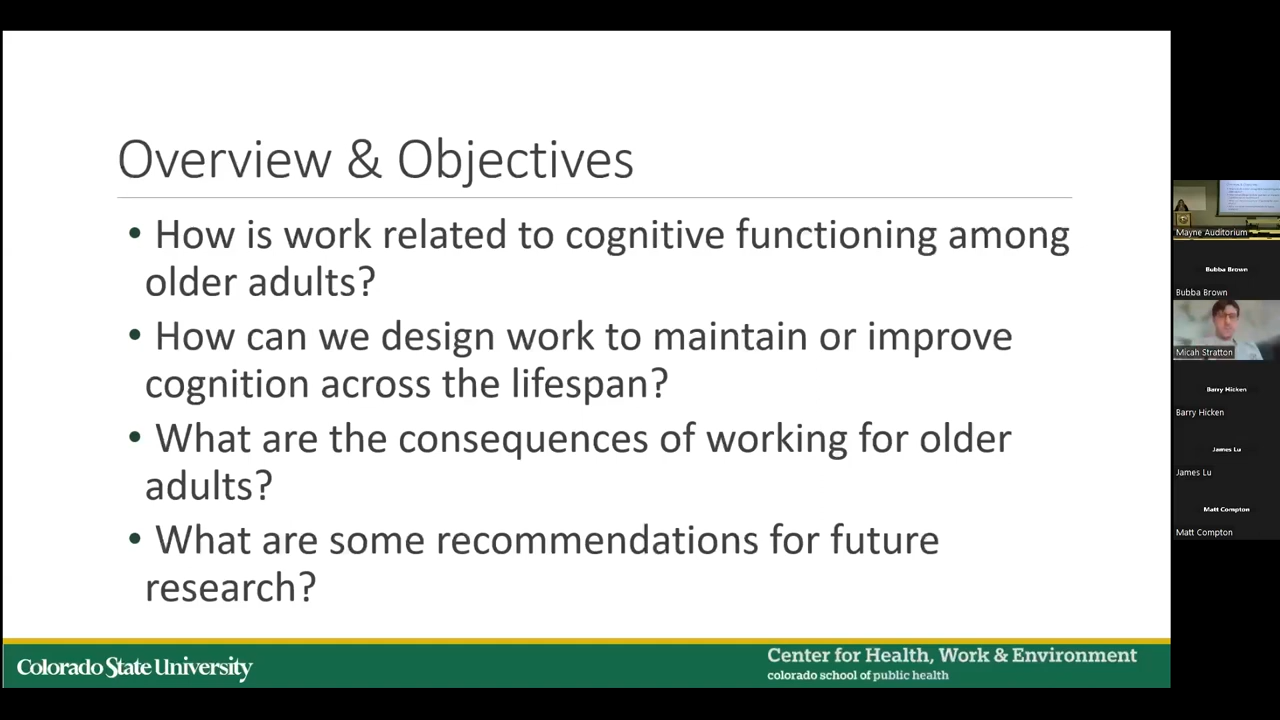 Overview & Objectives
• How is work related to cognitive functioning among
older adults?
• How can we design work to maintain or improve
cognition across the lifespan?
• What are the consequences of working for older
adults?
• What are some recommendations for future
research?
Colorado State University
Center for Health, Work & Environment
colorado school of public health
Mayne Auditorium
Bubba Brown
Bubba Brown
Micah Stratton
Barry Hicken
Barry Hicken
James Lu
James Lu
Matt Compton
Matt Compton